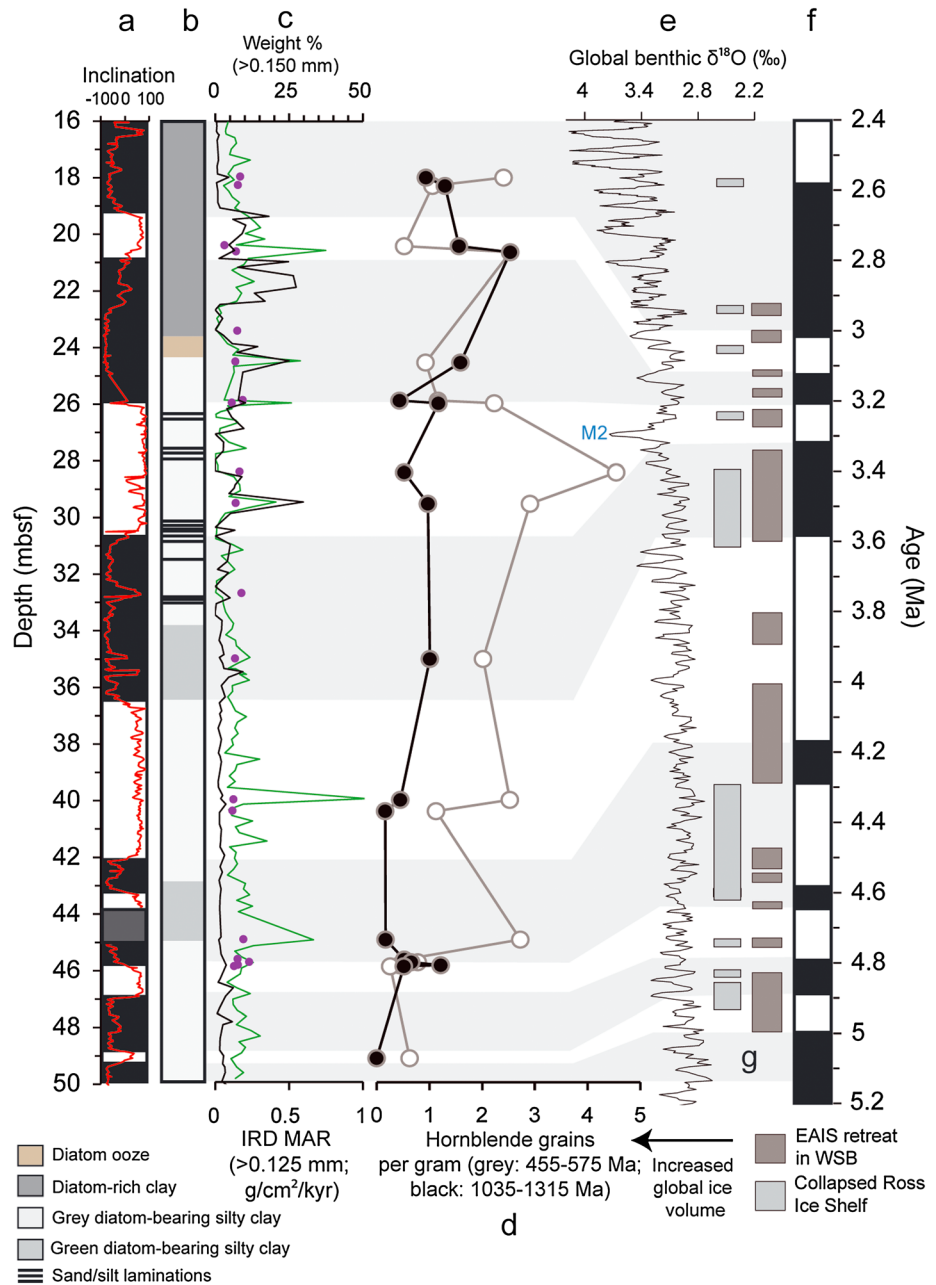 a
b
c
d
e
f
g
Inclination
-100 0 100
Weight %
(>0.150 mm)
0 25 50
Global benthic δ¹⁸O (‰)
4 3.4 2.8 2.2
Depth (mbsf)
16
18
20
22
24
26
28
30
32
34
36
38
40
42
44
46
48
50
M2
Age (Ma)
2.4
2.6
2.8
3
3.2
3.4
3.6
3.8
4
4.2
4.4
4.6
4.8
5
5.2
0 0.5 1
IRD MAR
(>0.125 mm;
g/cm²/kyr)
0 1 2 3 4 5
Hornblende grains
per gram (grey: 455-575 Ma;
black: 1035-1315 Ma)
Increased
global ice
volume
EAIS retreat
in WSB
Collapsed Ross
Ice Shelf
Diatom ooze
Diatom-rich clay
Grey diatom-bearing silty clay
Green diatom-bearing silty clay
Sand/silt laminations